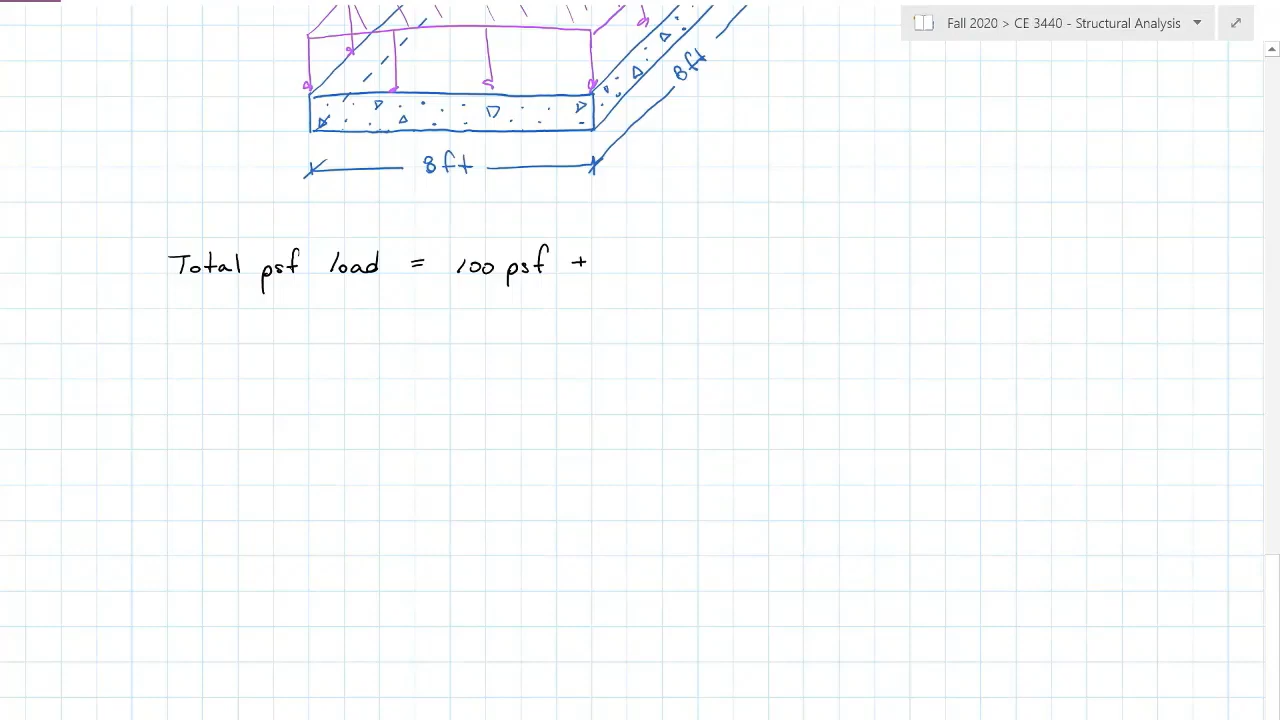 Fall 2020 > CE 3440 - Structural Analysis
8ft
8ft
Total psf load = 100 psf +